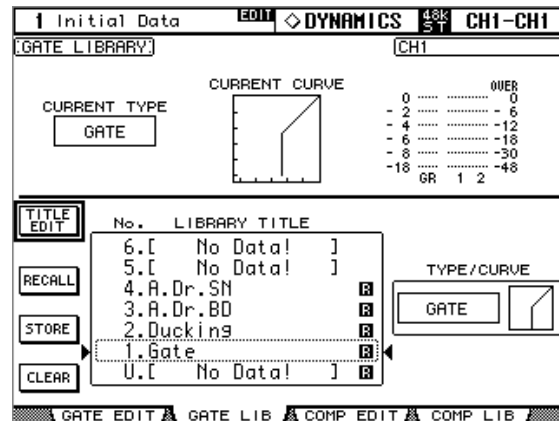 1 Initial Data EDIT ◇DYNAMICS 48k ST CH1-CH1
GATE LIBRARY CH1
CURRENT TYPE
GATE
CURRENT CURVE
OVER
0 0
-2 -6
-4 -12
-6 -18
-8 -30
-18 -48
GR 1 2
TITLE EDIT
RECALL
STORE
CLEAR
No. LIBRARY TITLE
6.[ No Data! ]
5.[ No Data! ]
4.A.Dr.SN R
3.A.Dr.BD R
2.Ducking R
1.Gate R
U.[ No Data! ] R
TYPE/CURVE
GATE
GATE EDIT GATE LIB COMP EDIT COMP LIB